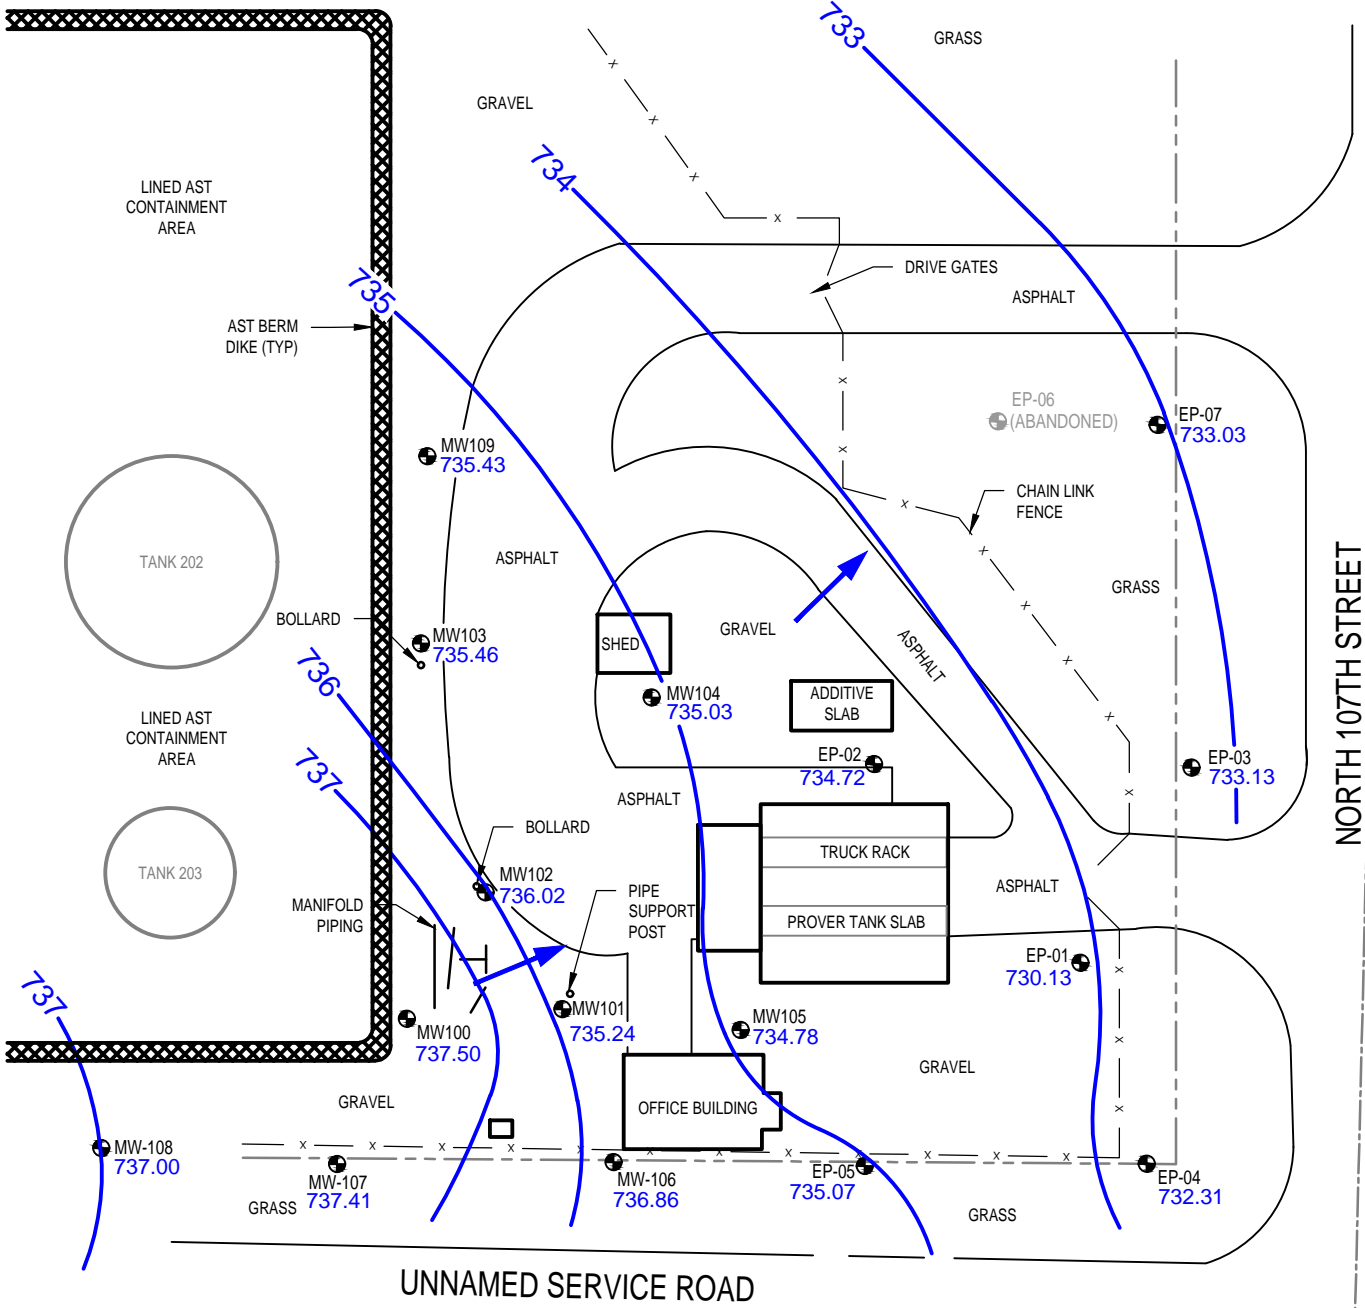 733
GRASS
GRAVEL
734
LINED AST
CONTAINMENT
AREA
DRIVE GATES
735
ASPHALT
AST BERM
DIKE (TYP)
EP-06
(ABANDONED)
EP-07
733.03
MW109
735.43
CHAIN LINK
FENCE
TANK 202
ASPHALT
GRASS
BOLLARD
MW103
735.46
SHED
GRAVEL
ASPHALT
736
MW104
735.03
ADDITIVE
SLAB
LINED AST
CONTAINMENT
AREA
737
EP-02
734.72
EP-03
733.13
NORTH 107TH STREET
ASPHALT
BOLLARD
TRUCK RACK
TANK 203
MW102
736.02
PIPE
SUPPORT
POST
ASPHALT
MANIFOLD
PIPING
PROVER TANK SLAB
EP-01
730.13
737
MW101
735.24
MW100
737.50
MW105
734.78
GRAVEL
GRAVEL
OFFICE BUILDING
MW-108
737.00
MW-107
737.41
MW-106
736.86
EP-05
735.07
EP-04
732.31
GRASS
GRASS
UNNAMED SERVICE ROAD